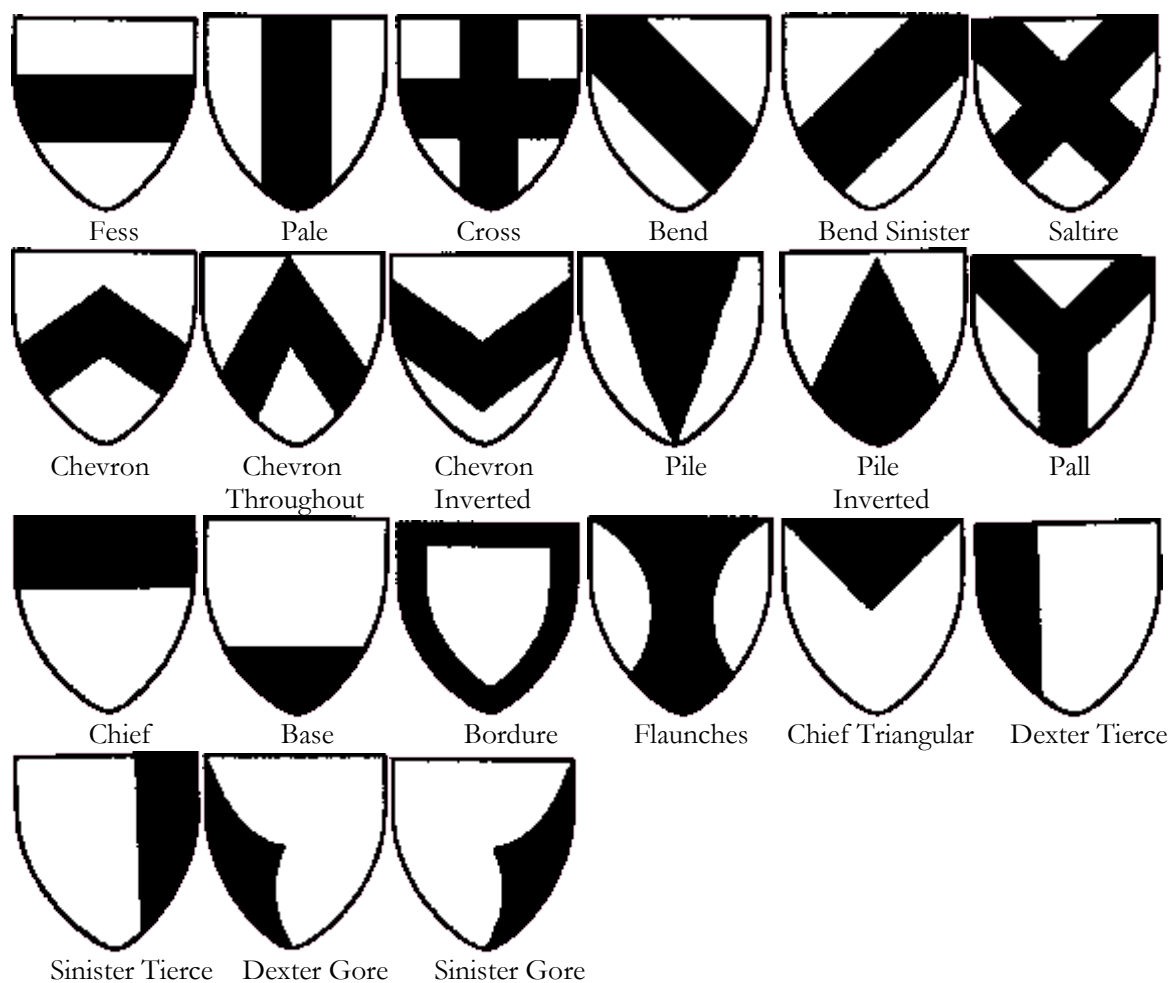 Fess Pale Cross Bend Bend Sinister Saltire
Chevron Chevron Throughout Chevron Inverted Pile Pile Inverted Pall
Chief Base Bordure Flaunches Chief Triangular Dexter Tierce
Sinister Tierce Dexter Gore Sinister Gore